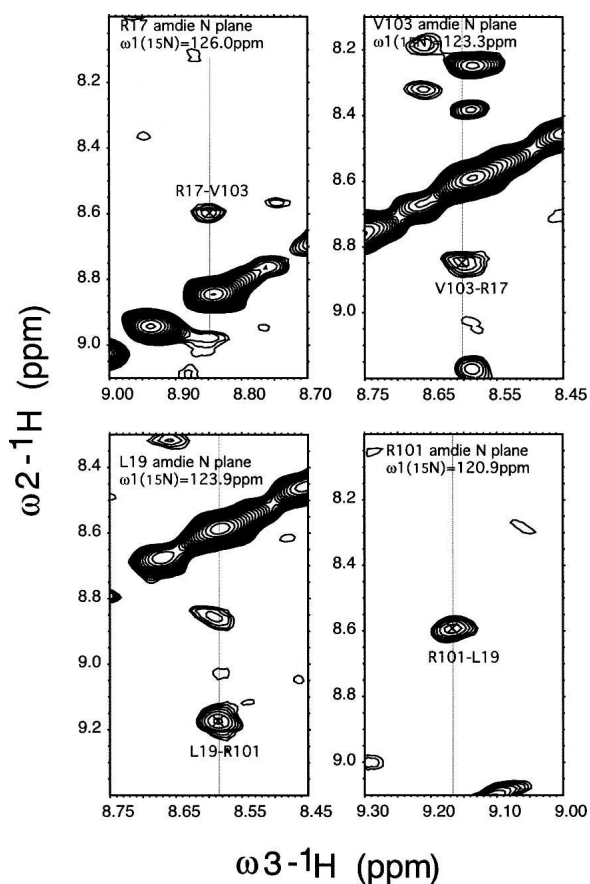 R17 amdie N plane
ω1(15N)=126.0ppm
V103 amdie N plane
ω1(15N)=123.3ppm
8.2
8.4
8.6
8.8
9.0
R17-V103
9.00
8.90
8.80
8.70
8.2
8.4
8.6
8.8
9.0
V103-R17
8.75
8.65
8.55
8.45
ω2-¹H (ppm)
L19 amdie N plane
ω1(15N)=123.9ppm
R101 amdie N plane
ω1(15N)=120.9ppm
8.4
8.6
8.8
9.0
9.2
L19-R101
8.75
8.65
8.55
8.45
8.2
8.4
8.6
8.8
9.0
R101-L19
9.30
9.20
9.10
9.00
ω3-¹H (ppm)